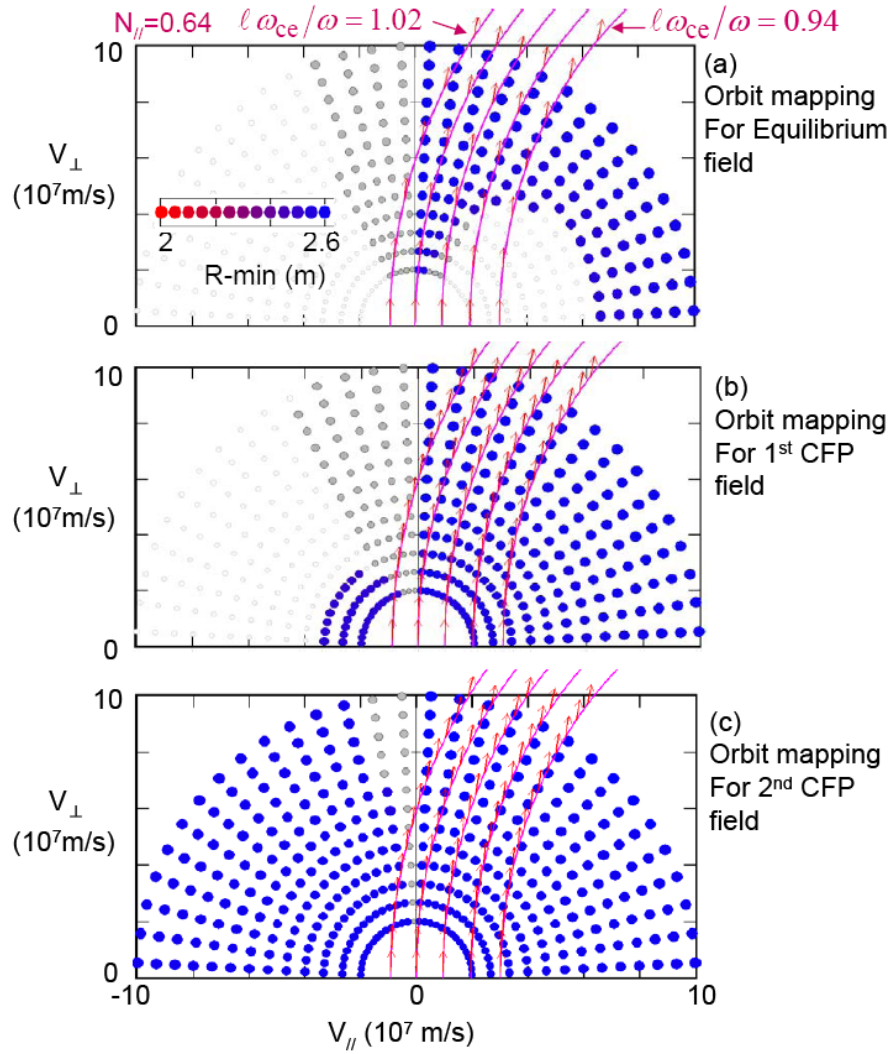 N//=0.64 ℓ ω_ce/ω = 1.02 ℓ ω_ce/ω = 0.94
10
V⊥
(10⁷m/s)
2 2.6
R-min (m)
0
(a)
Orbit mapping
For Equilibrium
field
10
V⊥
(10⁷m/s)
0
(b)
Orbit mapping
For 1st CFP
field
10
V⊥
(10⁷m/s)
0
(c)
Orbit mapping
For 2nd CFP
field
-10 0 10
V// (10⁷ m/s)